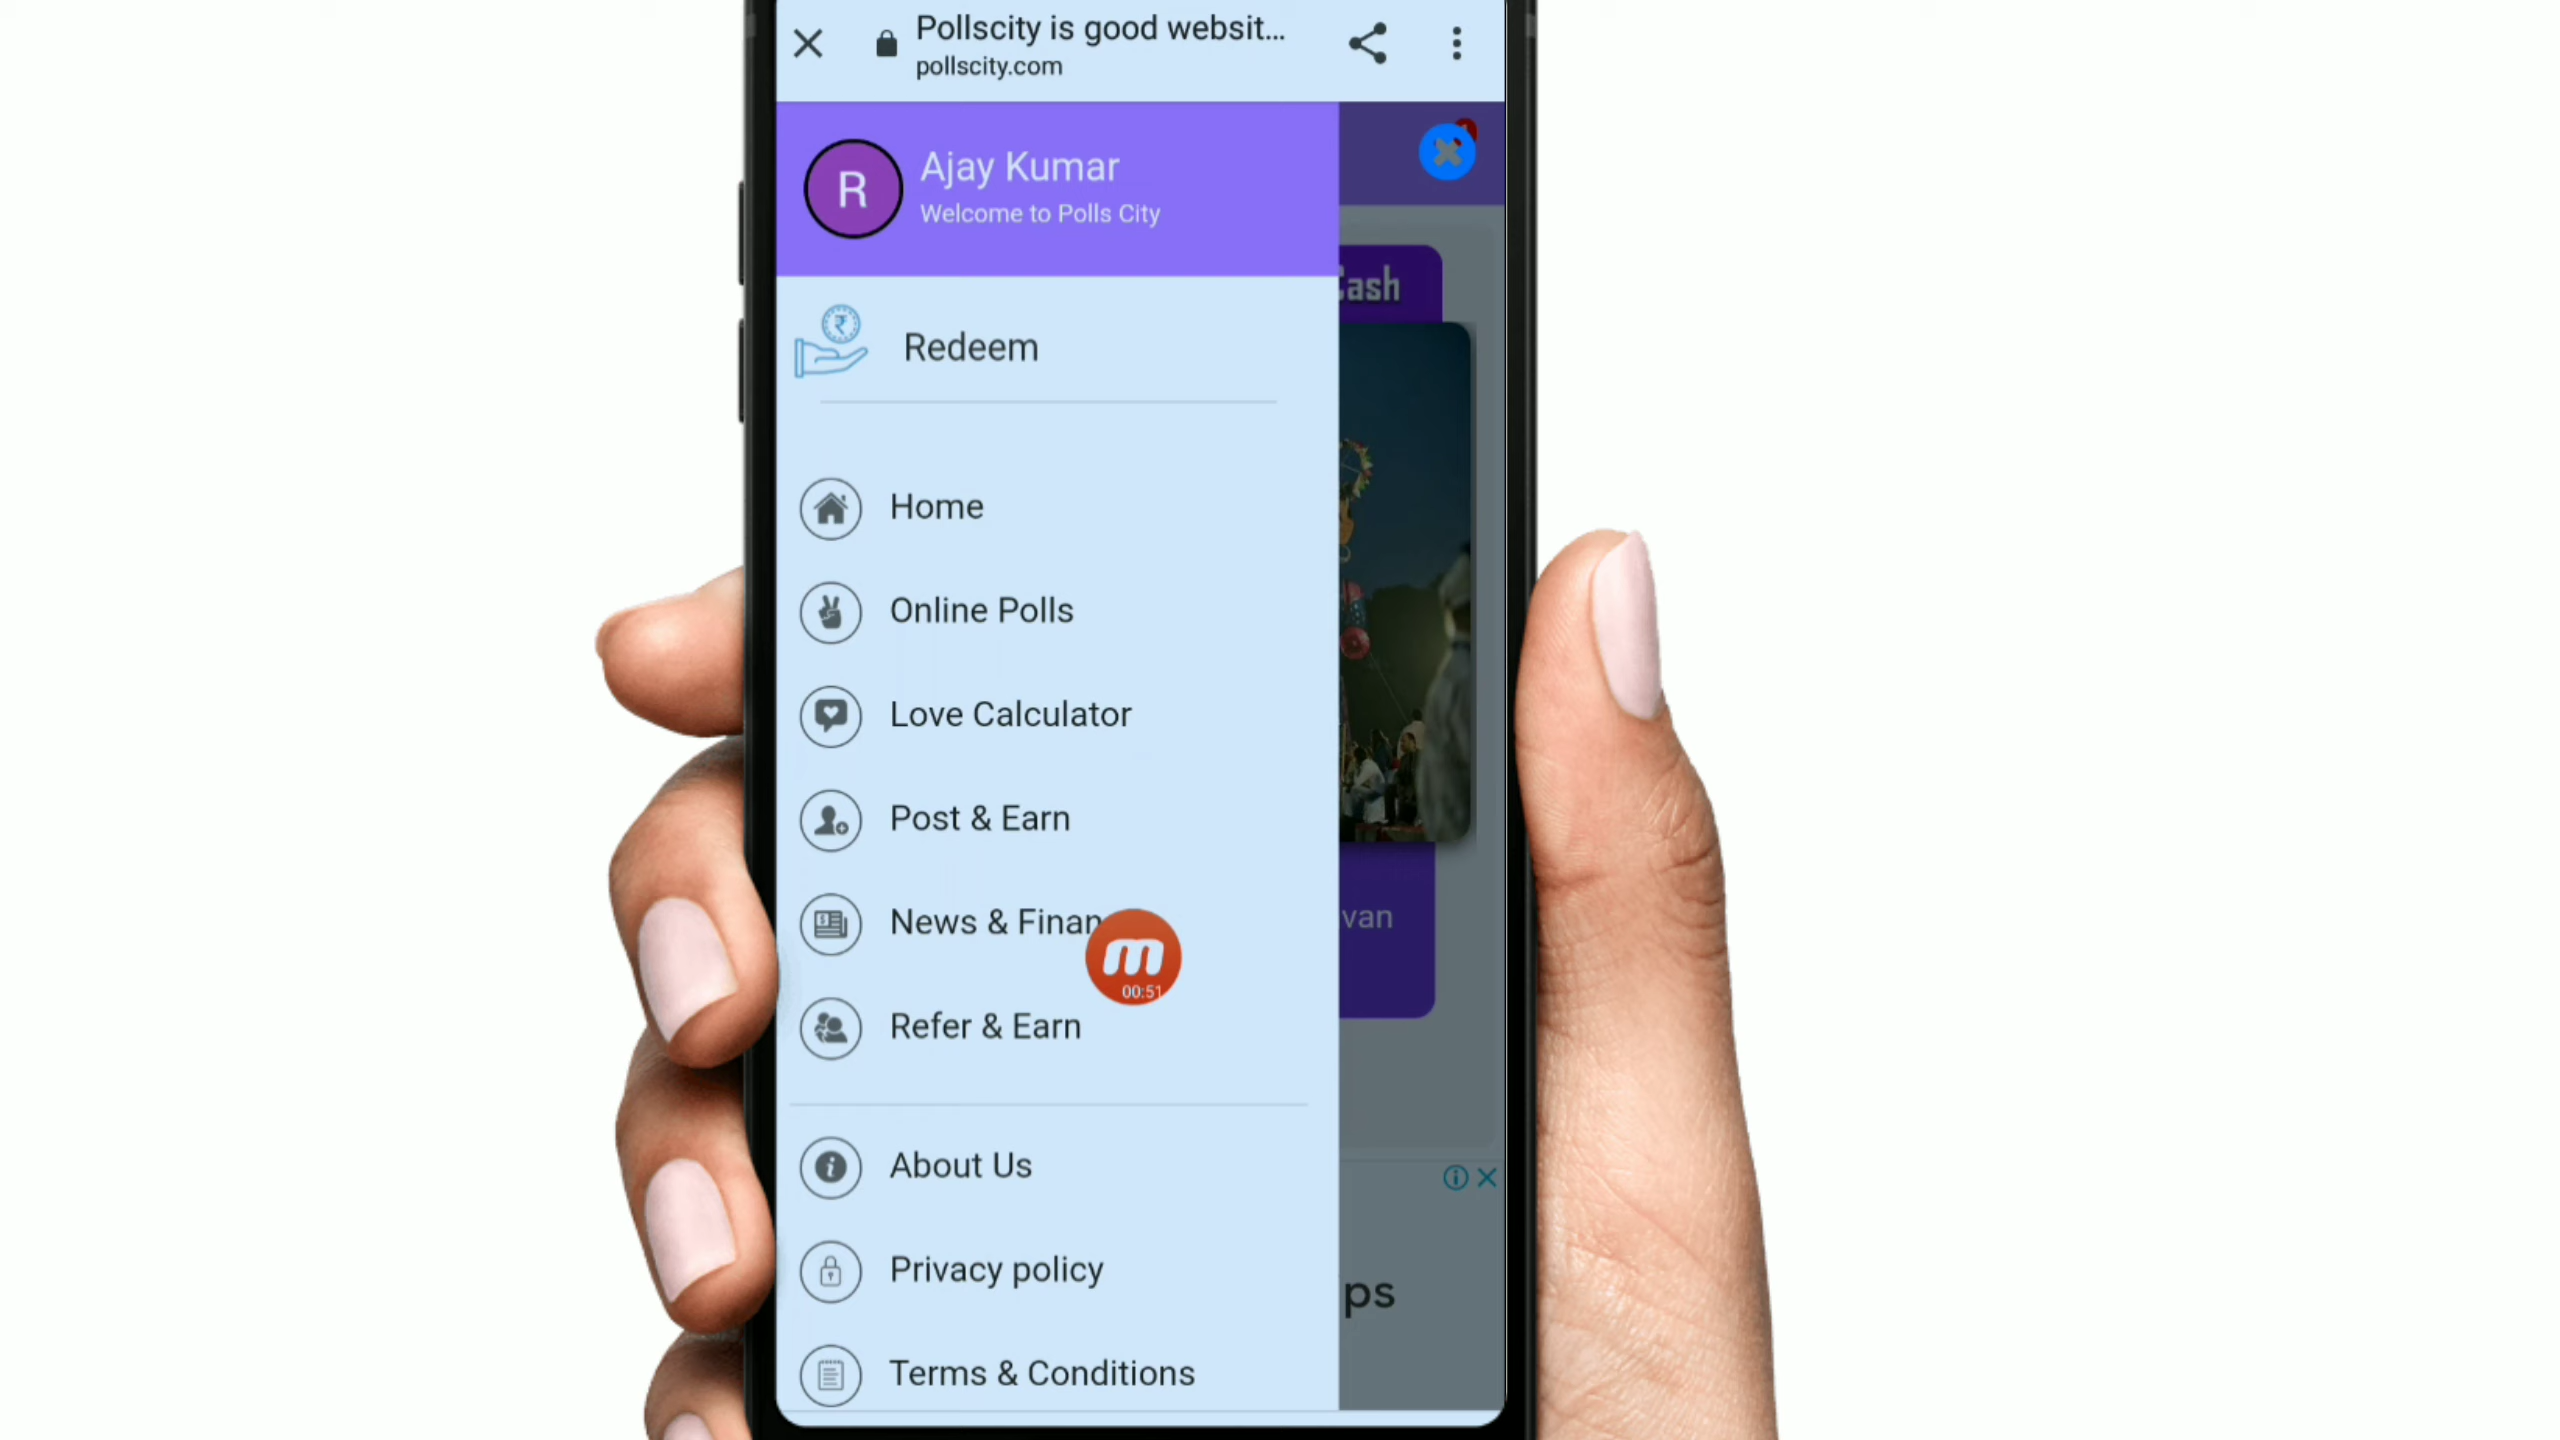 Pollscity is good websit...
pollscity.com
R
Ajay Kumar
Welcome to Polls City
Cash
Redeem
Home
Online Polls
Love Calculator
Post & Earn
News & Finan
van
m
00:51
Refer & Earn
About Us
Privacy policy
ps
Terms & Conditions